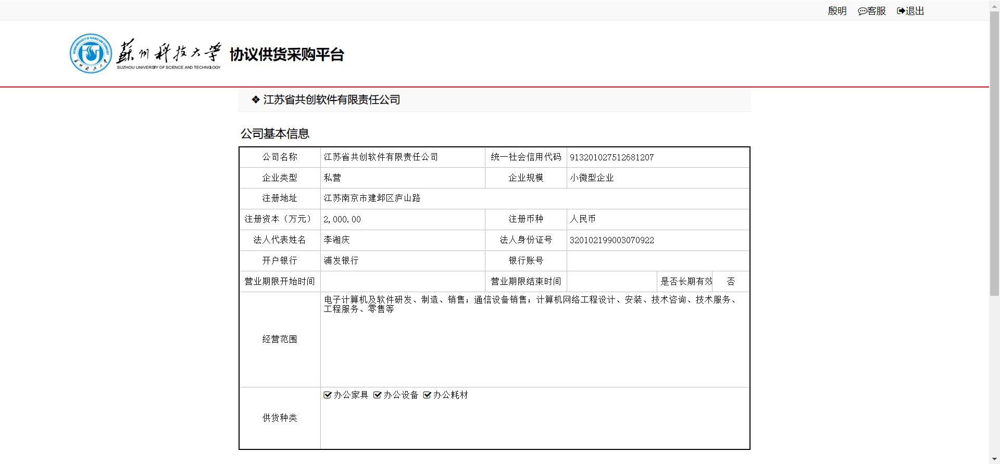 殷明 客服 退出
蘇州科技大学 协议供货采购平台
SUZHOU UNIVERSITY OF SCIENCE AND TECHNOLOGY
❖ 江苏省共创软件有限责任公司
公司基本信息
公司名称 江苏省共创软件有限责任公司 统一社会信用代码 913201027512681207
企业类型 私营 企业规模 小微型企业
注册地址 江苏南京市建邺区庐山路
注册资本（万元） 2,000.00 注册币种 人民币
法人代表姓名 李湘庆 法人身份证号 320102199003070922
开户银行 浦发银行 银行账号
营业期限开始时间 营业期限结束时间 是否长期有效 否
经营范围 电子计算机及软件研发、制造、销售；通信设备销售；计算机网络工程设计、安装、技术咨询、技术服务、
工程服务、零售等
供货种类 办公家具 办公设备 办公耗材